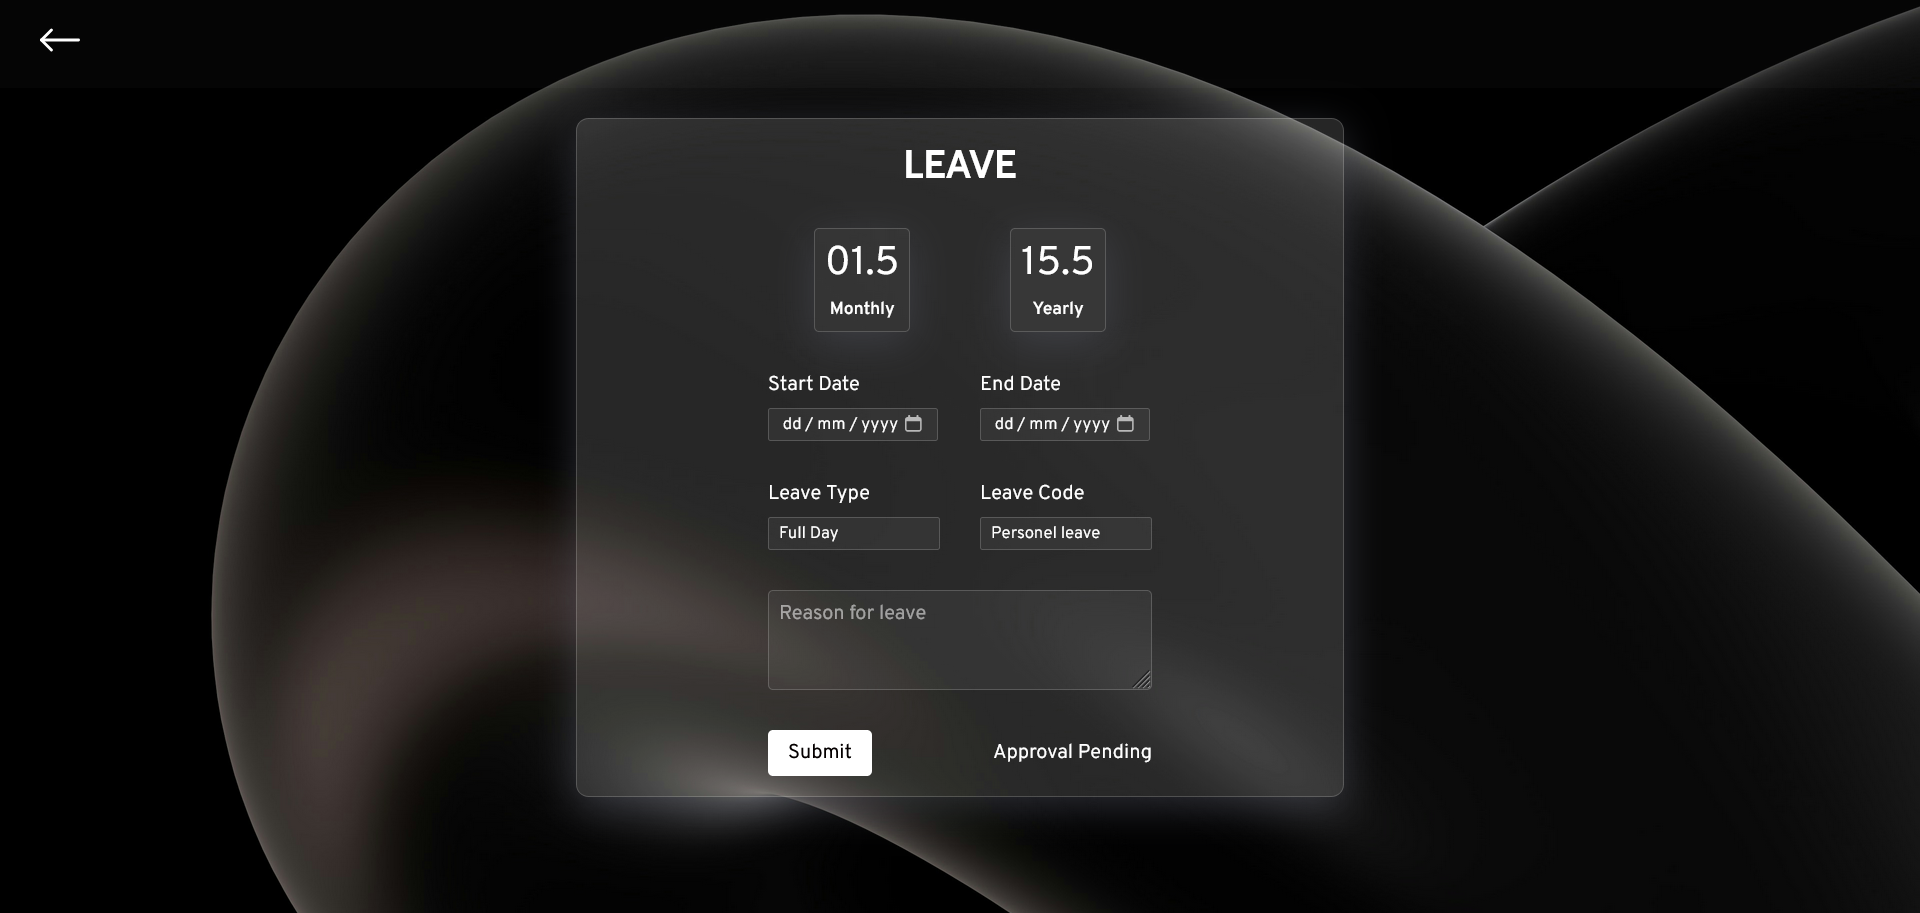 LEAVE
01.5 15.5
Monthly Yearly
Start Date End Date
dd / mm / yyyy dd / mm / yyyy
Leave Type Leave Code
Full Day Personel leave
Reason for leave
Submit Approval Pending